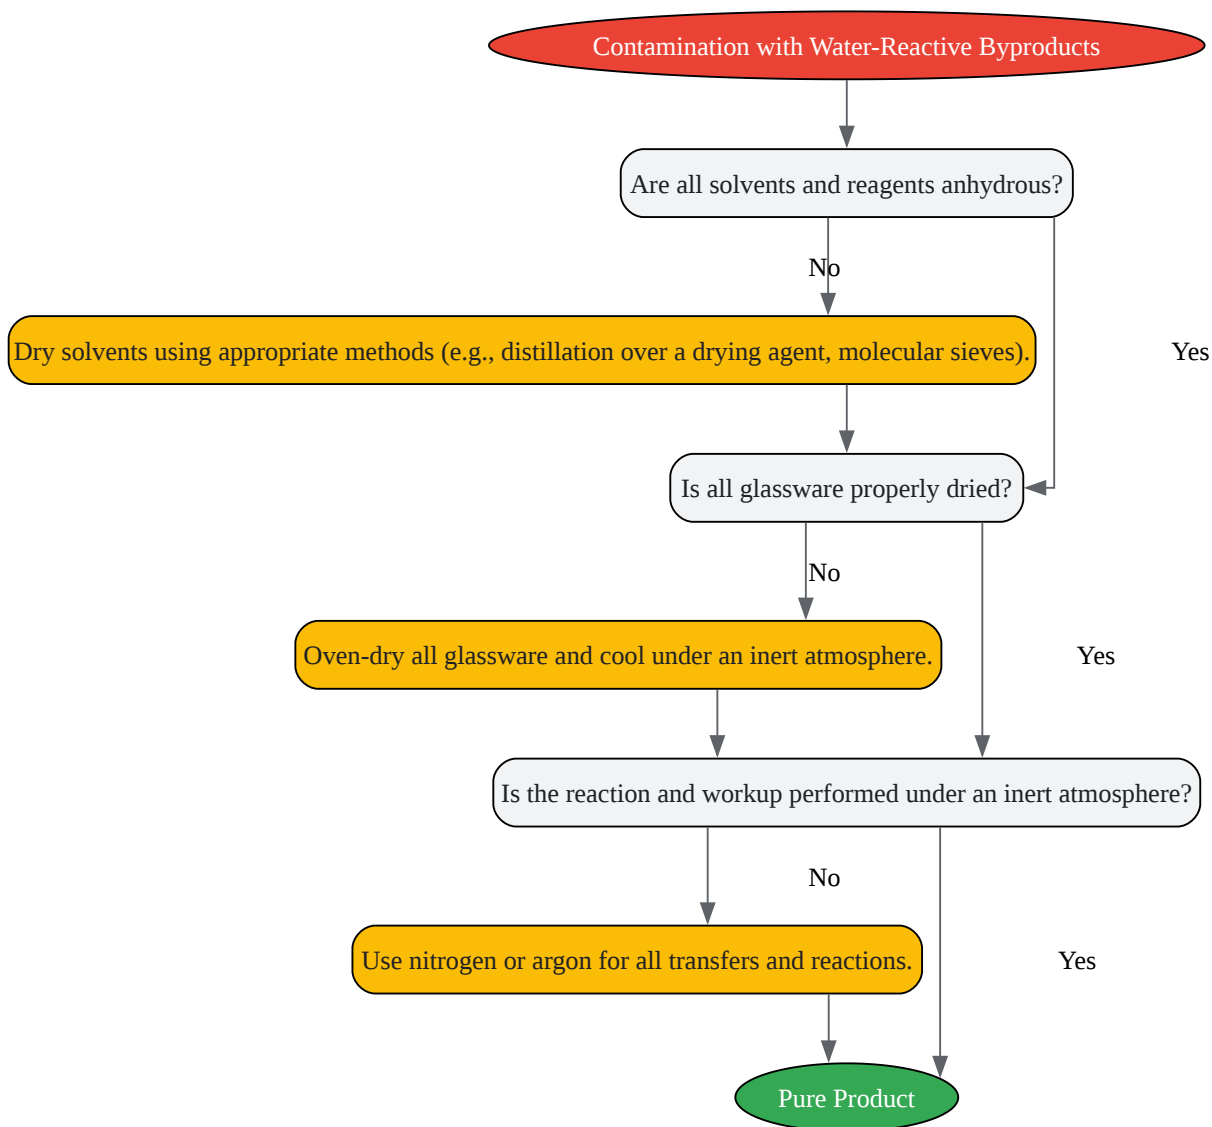 Contamination with Water-Reactive Byproducts
Are all solvents and reagents anhydrous?
No
Dry solvents using appropriate methods (e.g., distillation over a drying agent, molecular sieves).
Yes
Is all glassware properly dried?
No
Oven-dry all glassware and cool under an inert atmosphere.
Yes
Is the reaction and workup performed under an inert atmosphere?
No
Use nitrogen or argon for all transfers and reactions.
Yes
Pure Product